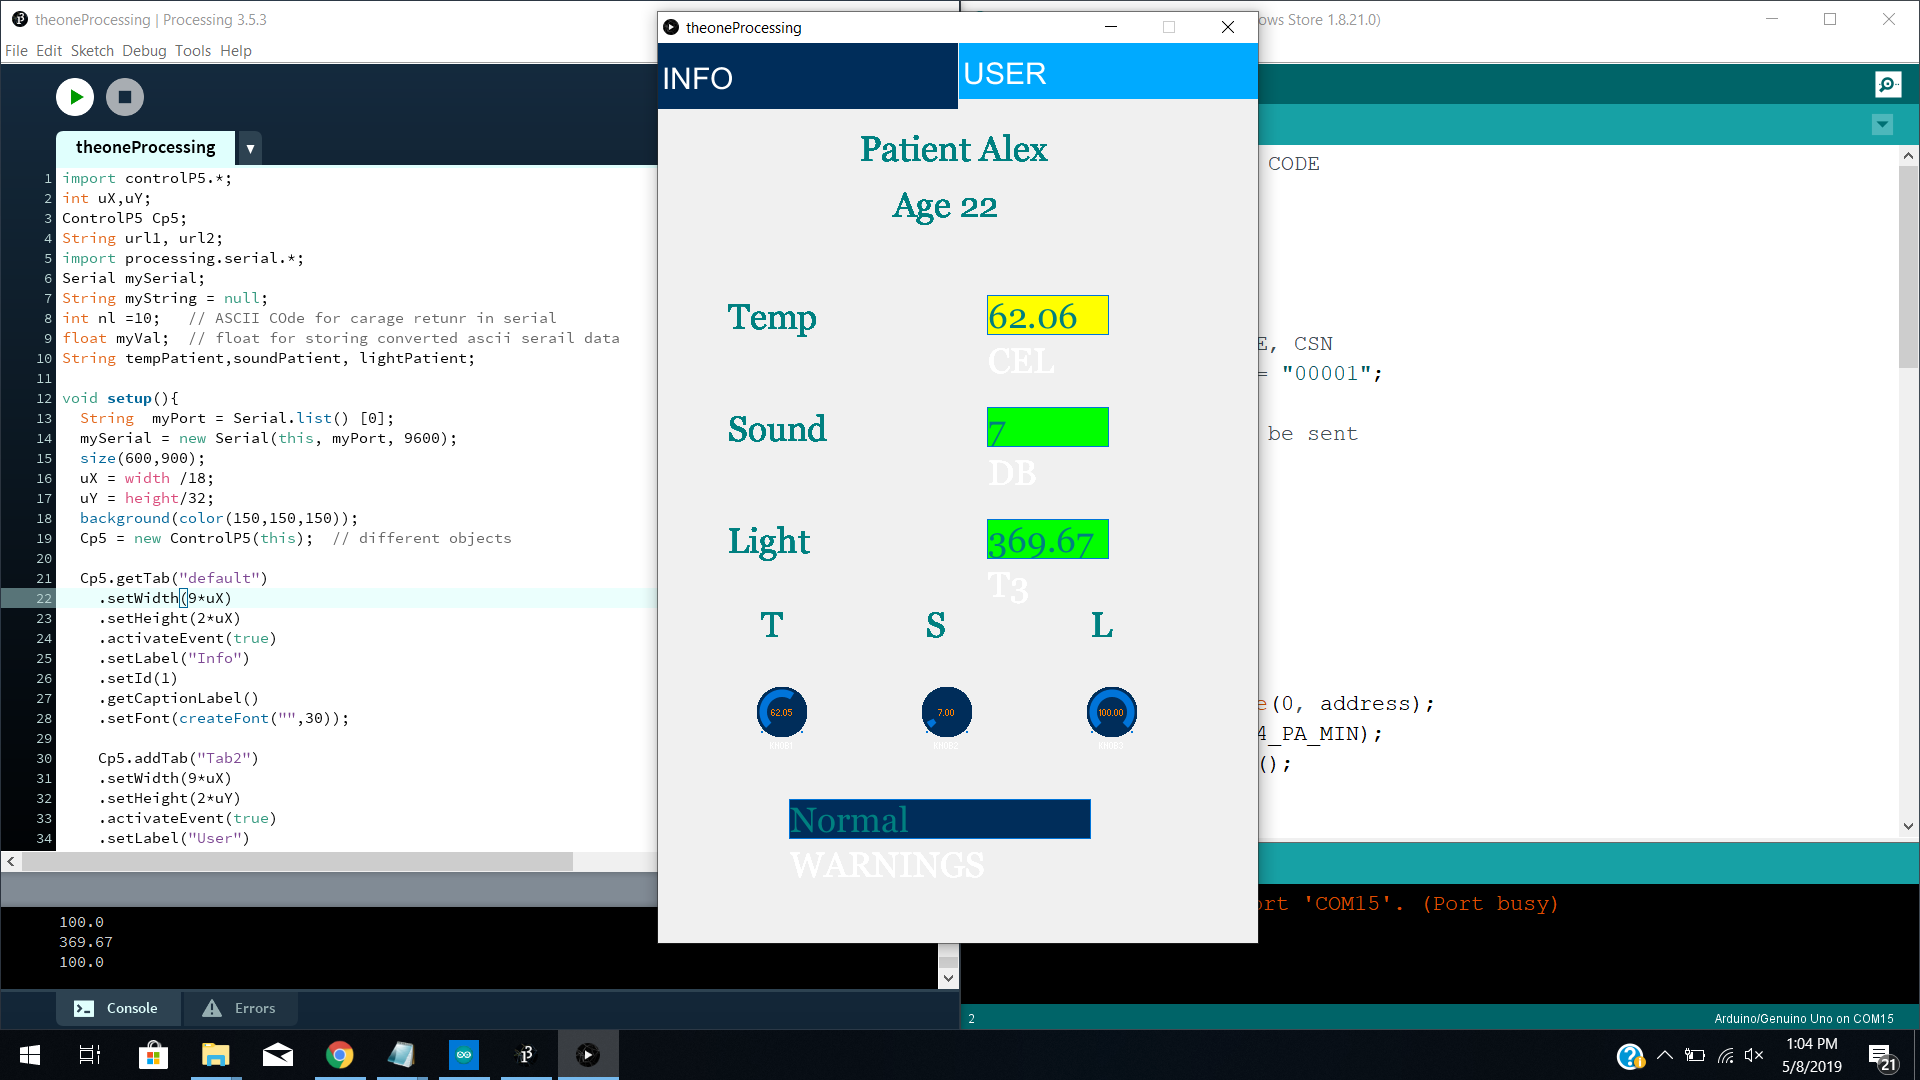 theoneProcessing | Processing 3.5.3
File Edit Sketch Debug Tools Help
theoneProcessing
1 import controlP5.*;
2 int uX,uY;
3 ControlP5 Cp5;
4 String url1, url2;
5 import processing.serial.*;
6 Serial mySerial;
7 String myString = null;
8 int nl =10;   // ASCII COde for carage retunr in serial
9 float myVal;  // float for storing converted ascii serail data
10 String tempPatient,soundPatient, lightPatient;
11
12 void setup(){
13   String  myPort = Serial.list() [0];
14   mySerial = new Serial(this, myPort, 9600);
15   size(600,900);
16   uX = width /18;
17   uY = height/32;
18   background(color(150,150,150));
19   Cp5 = new ControlP5(this);  // different objects
20
21   Cp5.getTab("default")
22     .setWidth(9*uX)
23     .setHeight(2*uX)
24     .activateEvent(true)
25     .setLabel("Info")
26     .setId(1)
27     .getCaptionLabel()
28     .setFont(createFont("",30));
29
30     Cp5.addTab("Tab2")
31     .setWidth(9*uX)
32     .setHeight(2*uY)
33     .activateEvent(true)
34     .setLabel("User")
100.0
369.67
100.0
Console
Errors
theoneProcessing
INFO
USER
Patient Alex
Age 22
Temp
62.06
CEL
Sound
7
DB
Light
369.67
T3
T S L
62.05 7.00 100.00
KNOB1 KNOB2 KNOB3
Normal
WARNINGS
ows Store 1.8.21.0)
CODE
E, CSN
= "00001";
be sent
e(0, address);
4_PA_MIN);
();
ort 'COM15'. (Port busy)
2
Arduino/Genuino Uno on COM15
1:04 PM
5/8/2019
21